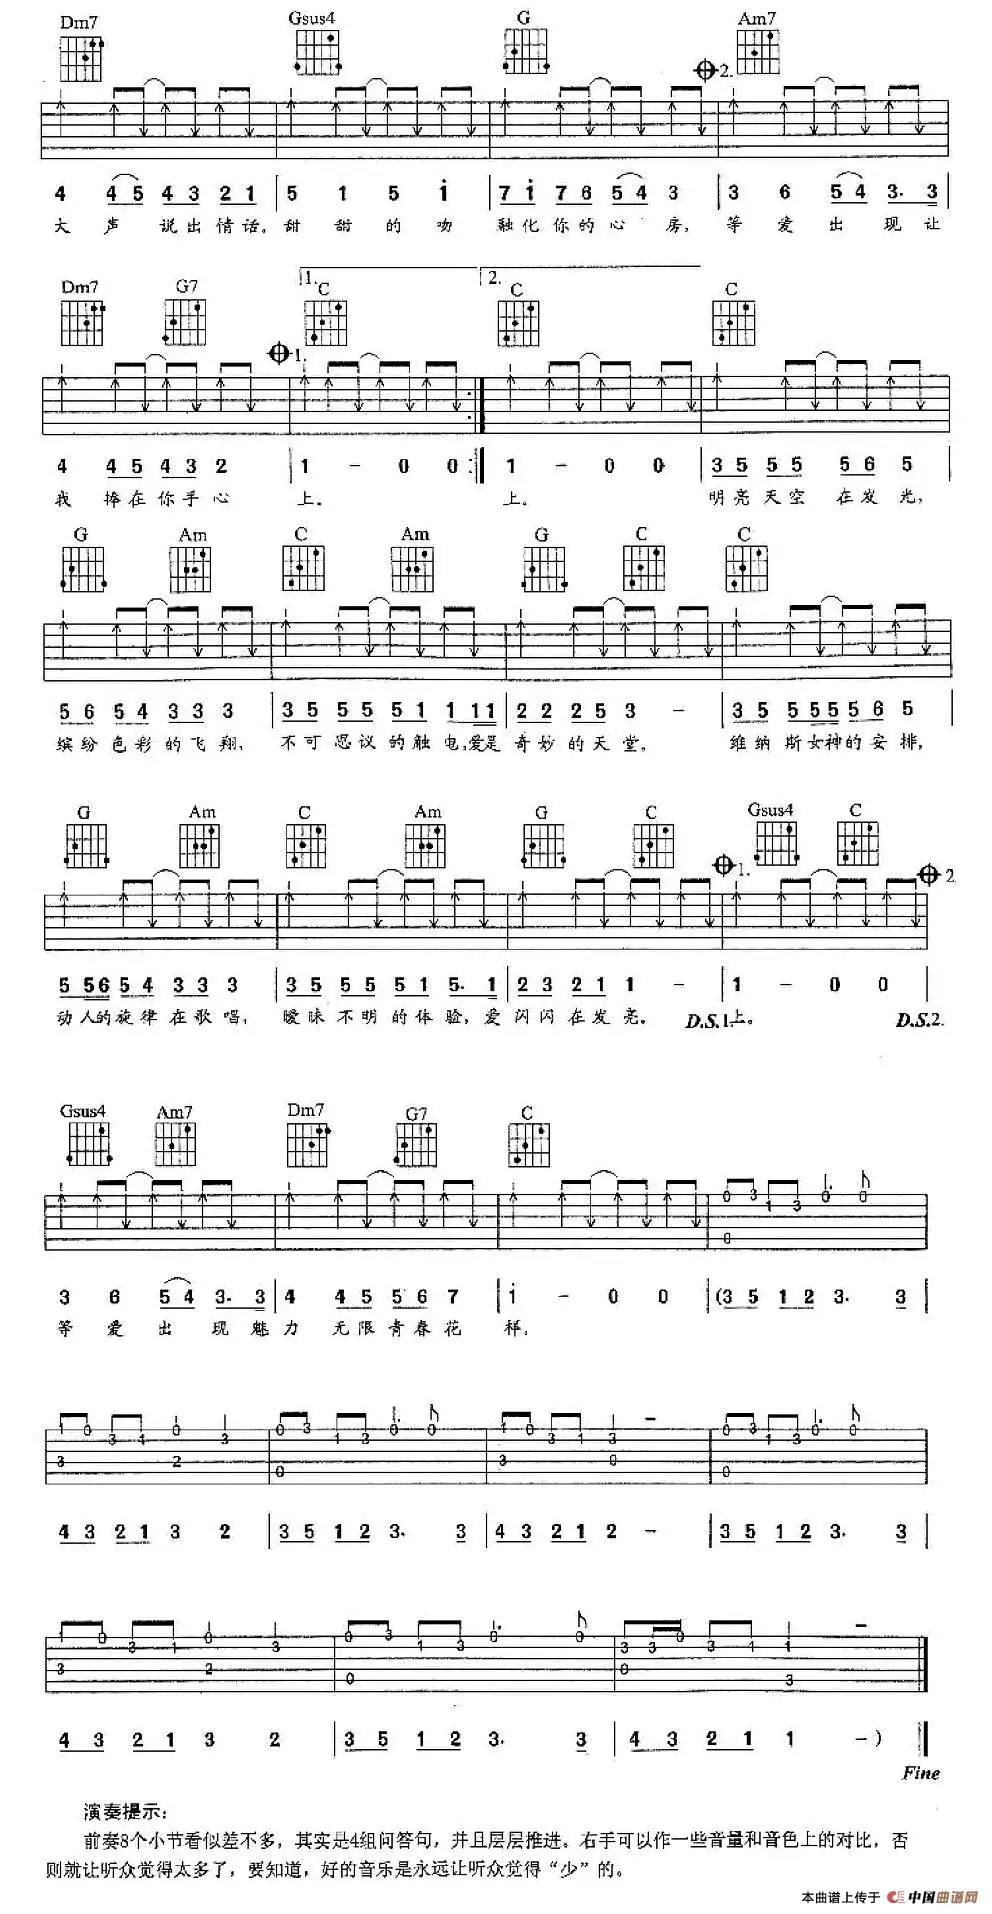 Dm7 Gsus4 G 2. Am7
4 4 5 4 3 2 1 5 1 5 i 7 i 7 6 5 4 3 3 6 5 4 3. 3
大 声 说出情话。甜 甜 的 吻 融化你的心 房,等 爱 出 现让
Dm7 G7 1. 1. C 2. C C
4 4 5 4 3 2 1 - 0 0 :‖ 1 - 0 0 3 5 5 5 5 6 5
我 捧在你手心 上。 上。 明亮天空 在发光,
G Am C Am G C C
5 6 5 4 3 3 3 3 5 5 5 5 1 1 1 1 2 2 2 5 3 - 3 5 5 5 5 5 6 5
缤纷色彩的飞翔, 不可思议的触电,爱是奇妙的天堂。 维纳斯女神的安排,
G Am C Am G C 1. Gsus4 C 2
5 5 6 5 4 3 3 3 3 5 5 5 5 1 5. 1 2 3 2 1 1 - 1 - 0 0
动人的旋律在歌唱, 暧昧不明的体验,爱闪闪在发亮。 D.S.1. 上。 D.S.2.
Gsus4 Am7 Dm7 G7 C
0 3 1 3 0 0
0
3 6 5 4 3. 3 4 4 5 5 6 7 i - 0 0 (3 5 1 2 3. 3
等 爱 出 现魅力 无限青春花 样,
1 0 3 1 0 3 0 3 1 3 0 0 1 0 3 1 3 0 3 1 3 0 0
3 2 0 3 0 0
4 3 2 1 3 2 3 5 1 2 3. 3 4 3 2 1 2 - 3 5 1 2 3. 3
1 0 3 1 0 3 0 3 1 3 0 0 3 3 0 3 1 1
3 2 0 0 3
4 3 2 1 3 2 3 5 1 2 3. 3 4 3 2 1 1 1 -)
Fine
演奏提示:
前奏8个小节看似差不多,其实是4组问答句,并且层层推进。右手可以作一些音量和音色上的对比,否
则就让听众觉得太多了,要知道,好的音乐是永远让听众觉得“少”的。
本曲谱上传于 中国曲谱网